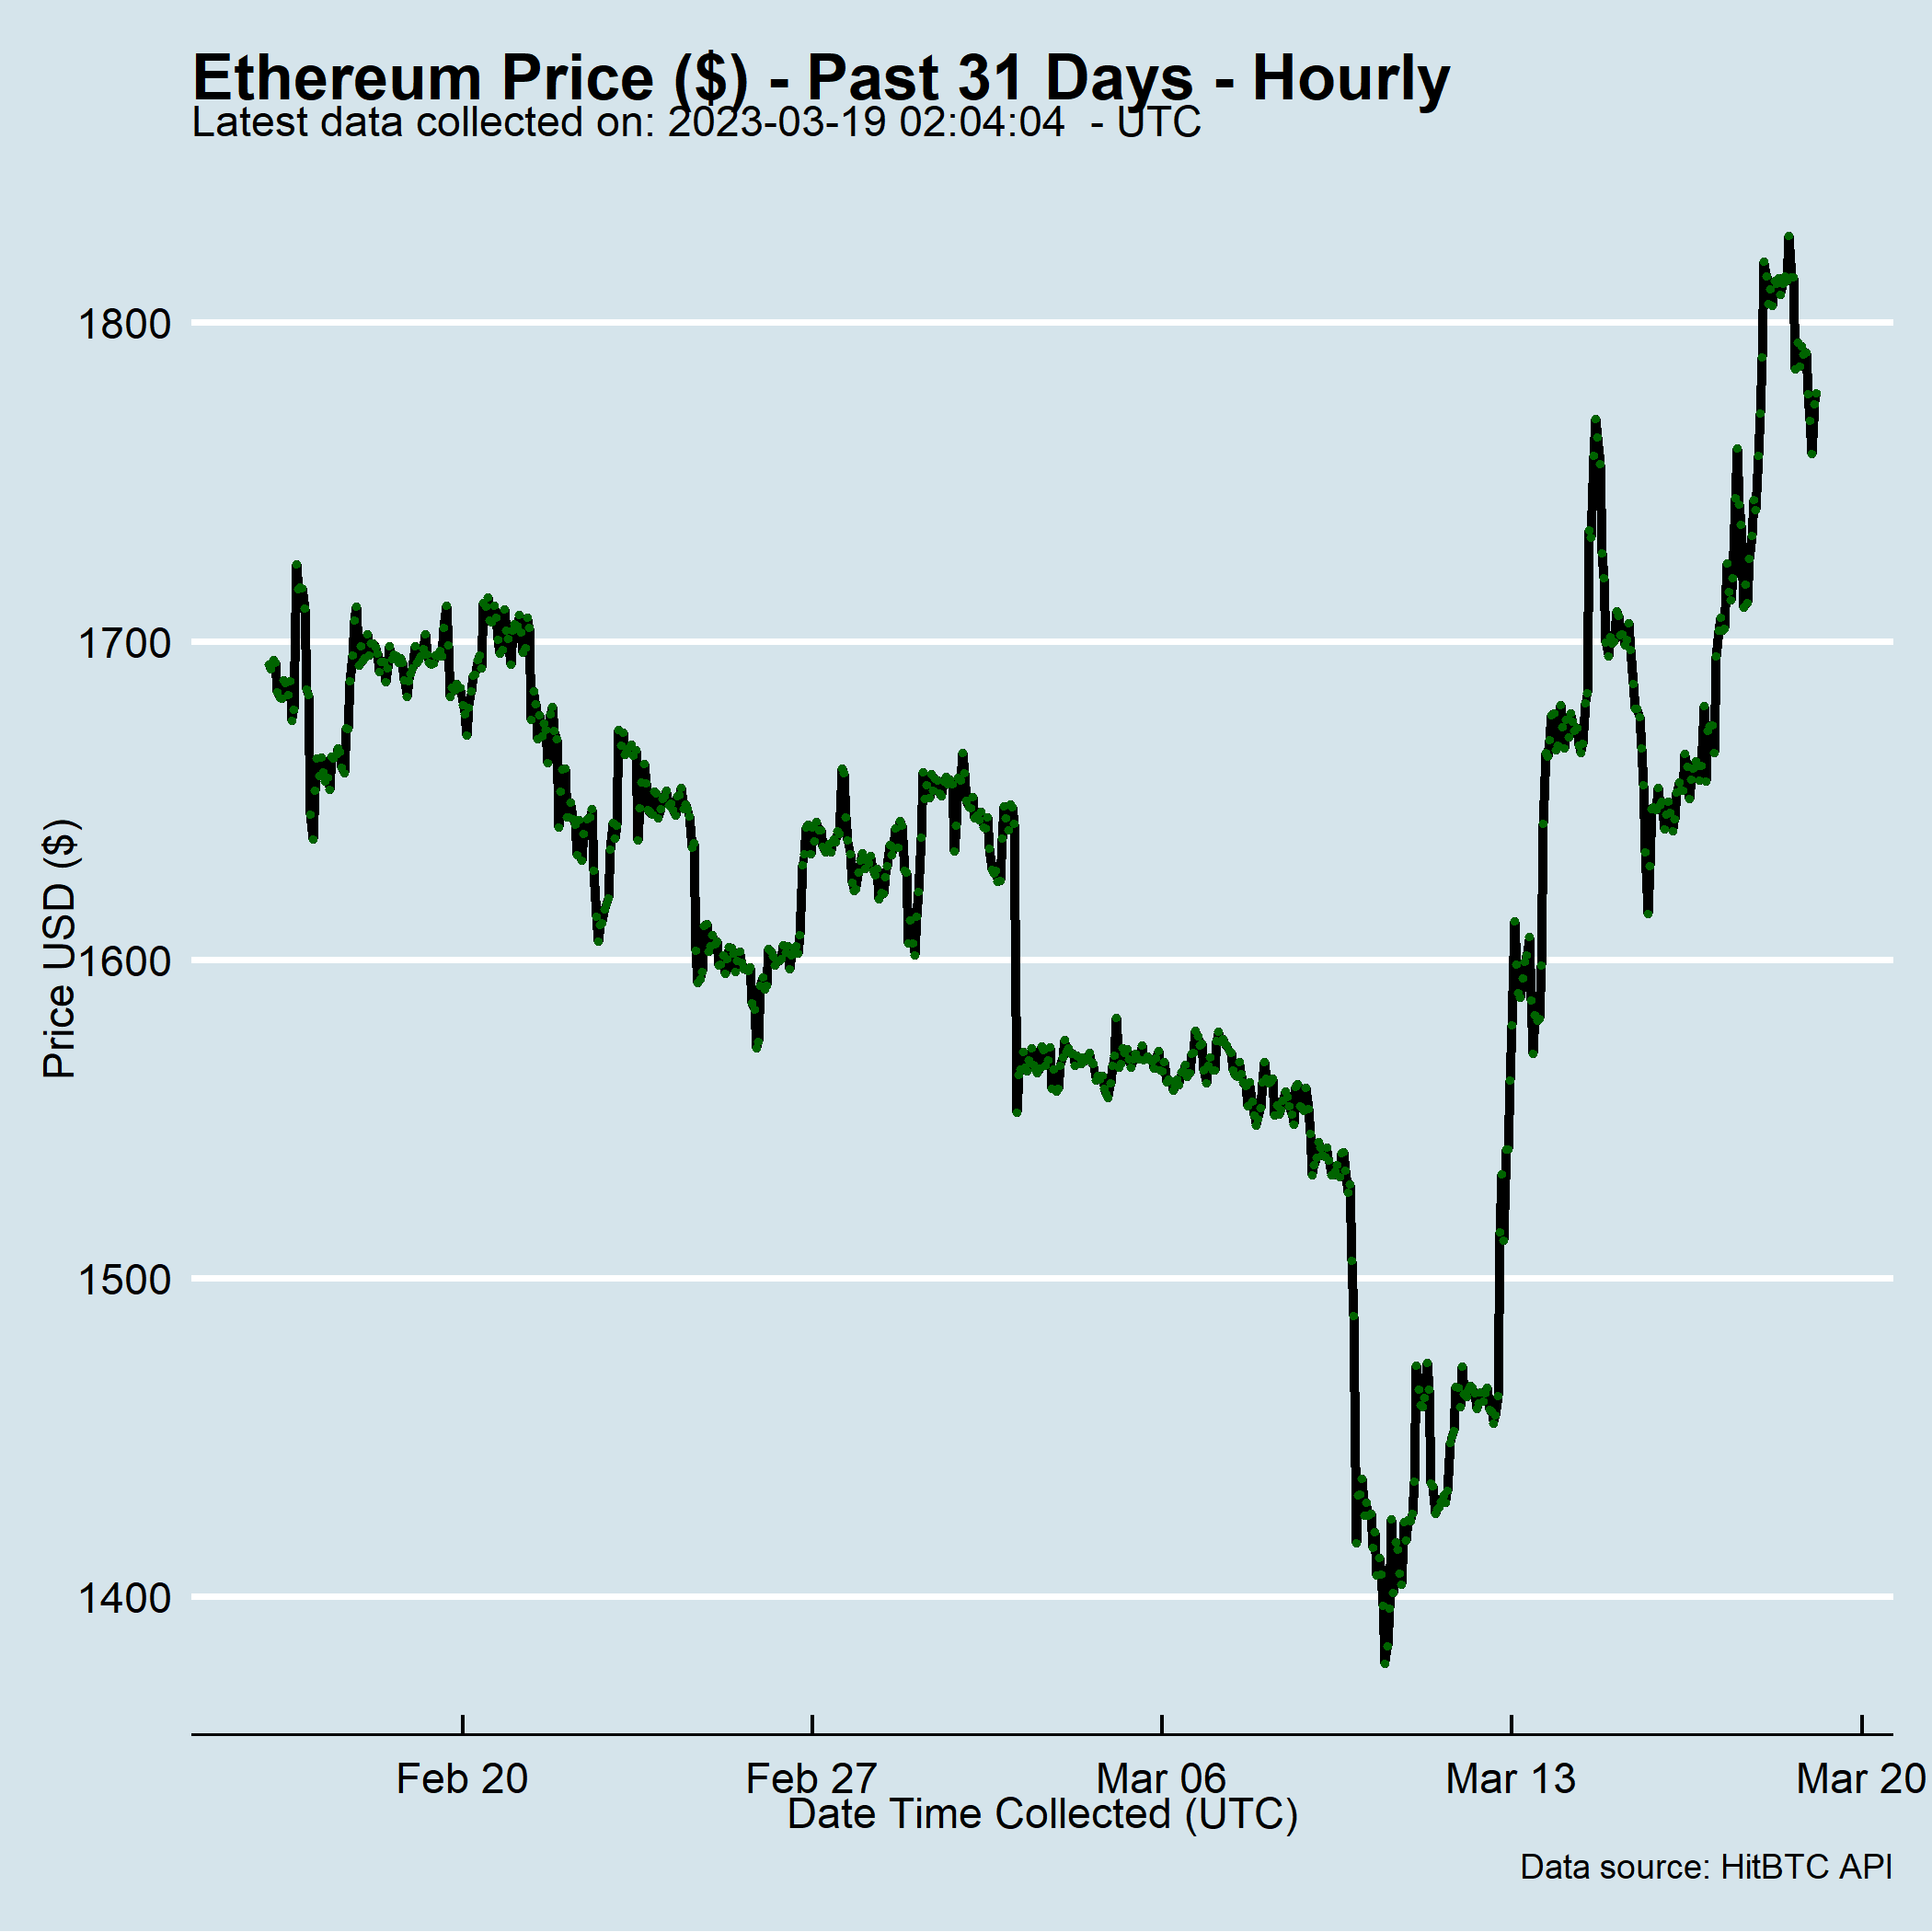 Ethereum Price ($) - Past 31 Days - Hourly
Latest data collected on: 2023-03-19 02:04:04  - UTC
1800
1700
1600
1500
1400
Price USD ($)
Feb 20
Feb 27
Mar 06
Mar 13
Mar 20
Date Time Collected (UTC)
Data source: HitBTC API